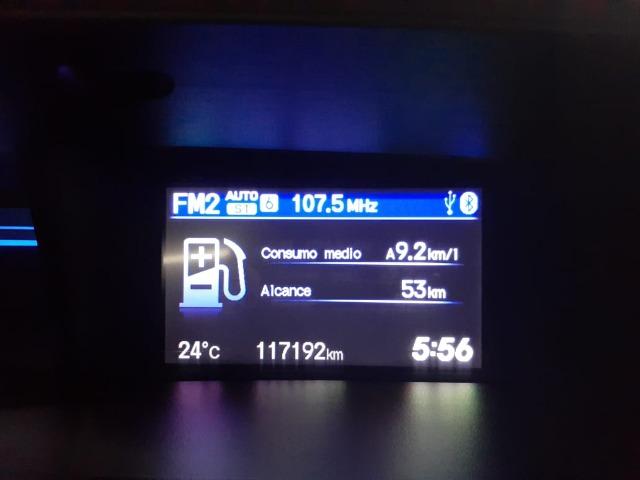 FM2 AUTO ST 6 107.5 MHz
Consumo medio A 9.2 km/l
Alcance 53 km
24°c 117192 km 5:56